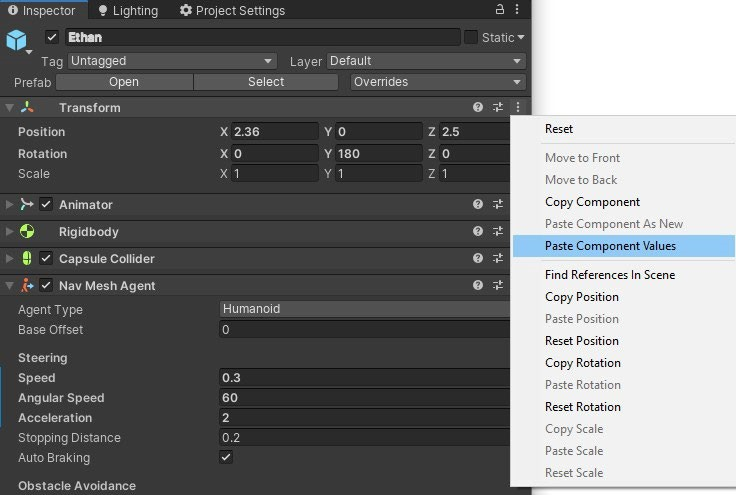 Inspector Lighting Project Settings
Ethan Static
Tag Untagged Layer Default
Prefab Open Select Overrides
Transform
Position X 2.36 Y 0 Z 2.5
Rotation X 0 Y 180 Z 0
Scale X 1 Y 1 Z 1
Animator
Rigidbody
Capsule Collider
Nav Mesh Agent
Agent Type Humanoid
Base Offset 0
Steering
Speed 0.3
Angular Speed 60
Acceleration 2
Stopping Distance 0.2
Auto Braking
Obstacle Avoidance
Reset
Move to Front
Move to Back
Copy Component
Paste Component As New
Paste Component Values
Find References In Scene
Copy Position
Paste Position
Reset Position
Copy Rotation
Paste Rotation
Reset Rotation
Copy Scale
Paste Scale
Reset Scale